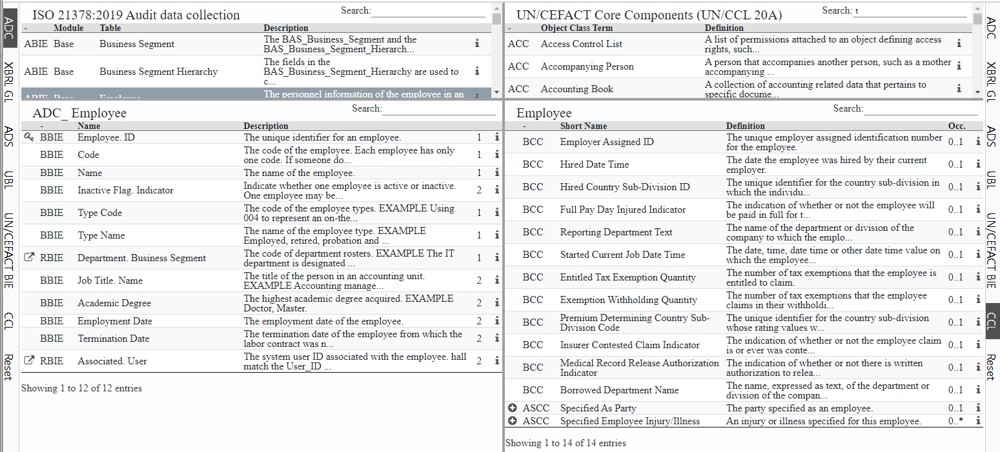 ADC
XBRL GL
ADS
UBL
UN/CEFACT BIE
CCL
Reset
ISO 21378:2019 Audit data collection
Search:
- Module Table Description
ABIE Base Business Segment The BAS_Business_Segment and the
BAS_Business_Segment_Hierarch...
ABIE Base Business Segment Hierarchy The fields in the
BAS_Business_Segment_Hierarchy are used to
c...
ABIE Base Employee The personnel information of the employee in an
ADC_ Employee
Search:
- Name Description
BBIE Employee. ID The unique identifier for an employee. 1
BBIE Code The code of the employee. Each employee has only
one code. If someone do... 1
BBIE Name The name of the employee. 1
BBIE Inactive Flag. Indicator Indicate whether one employee is active or inactive.
One employee may be... 2
BBIE Type Code The code of the employee types. EXAMPLE Using
004 to represent an on-the... 1
BBIE Type Name The name of the employee type. EXAMPLE
Employed, retired, probation and ... 1
RBIE Department. Business Segment The code of department rosters. EXAMPLE The IT
department is designated ... 1
BBIE Job Title. Name The title of the person in an accounting unit.
EXAMPLE Accounting manage... 2
BBIE Academic Degree The highest academic degree acquired. EXAMPLE
Doctor, Master. 2
BBIE Employment Date The employment date of the employee. 2
BBIE Termination Date The termination date of the employee from which the
labor contract was n... 2
RBIE Associated. User The system user ID associated with the employee. hall
match the User_ID ... 2
Showing 1 to 12 of 12 entries
UN/CEFACT Core Components (UN/CCL 20A)
Search: t
- Object Class Term Definition
ACC Access Control List A list of permissions attached to an object defining access
rights, such...
ACC Accompanying Person A person that accompanies another person, such as a mother
accompanying ...
ACC Accounting Book A collection of accounting related data that pertains to
specific docume...
Employee
Search:
- Short Name Definition Occ.
BCC Employer Assigned ID The unique employer assigned identification number
for the employee. 0..1
BCC Hired Date Time The date the employee was hired by their current
employer. 0..1
BCC Hired Country Sub-Division ID The unique identifier for the country sub-division in
which the individu... 0..1
BCC Full Pay Day Injured Indicator The indication of whether or not the employee will
be paid in full for t... 0..1
BCC Reporting Department Text The name of the department or division of the
company to which the emplo... 0..1
BCC Started Current Job Date Time The date, time, date time or other date time value on
which the employee... 0..1
BCC Entitled Tax Exemption Quantity The number of tax exemptions that the employee is
entitled to claim. 0..1
BCC Exemption Withholding Quantity The number of tax exemptions that the employee
claims in their withholdi... 0..1
BCC Premium Determining Country Sub-
Division Code The unique identifier for the country sub-division
whose rating values w... 0..1
BCC Insurer Contested Claim Indicator The indication of whether or not the employee claim
is or ever was conte... 0..1
BCC Medical Record Release Authorization
Indicator The indication of whether or not there is written
authorization to relea... 0..1
BCC Borrowed Department Name The name, expressed as text, of the department or
division of the compan... 0..1
ASCC Specified As Party The party specified as an employee. 0..1
ASCC Specified Employee Injury/Illness An injury or illness specified for this employee. 0..*
Showing 1 to 14 of 14 entries
ADC
XBRL GL
ADS
UBL
UN/CEFACT BIE
CCL
Reset